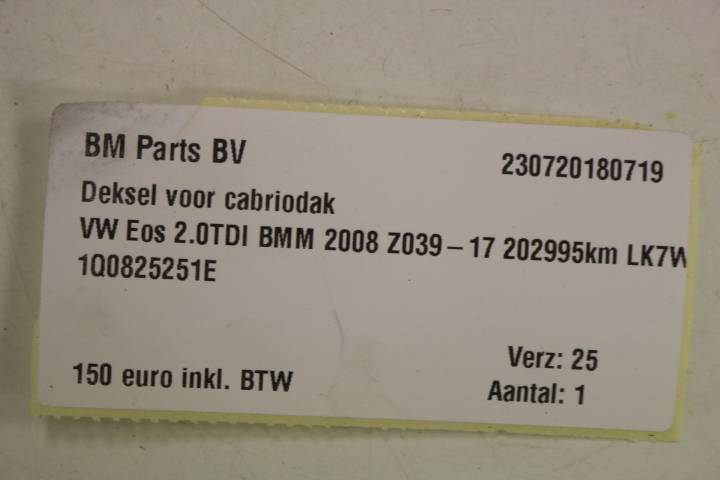 BM Parts BV 230720180719
Deksel voor cabriodak
VW Eos 2.0TDI BMM 2008 Z039-17 202995km LK7W
1Q0825251E
Verz: 25
150 euro inkl. BTW
Aantal: 1